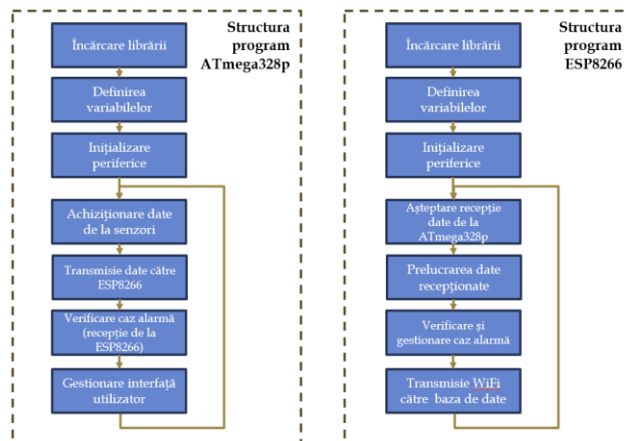 Structura
program
ATmega328p
Încărcare librării
Definirea
variabilelor
Inițializare
periferice
Achiziționare date
de la senzori
Transmisie date către
ESP8266
Verificare caz alarmă
(recepție de la
ESP8266)
Gestionare interfață
utilizator
Structura
program
ESP8266
Încărcare librării
Definirea
variabilelor
Inițializare
periferice
Așteptare recepție
date de la
ATmega328p
Prelucrarea date
recepționate
Verificare și
gestionare caz alarmă
Transmisie WiFi
către baza de date